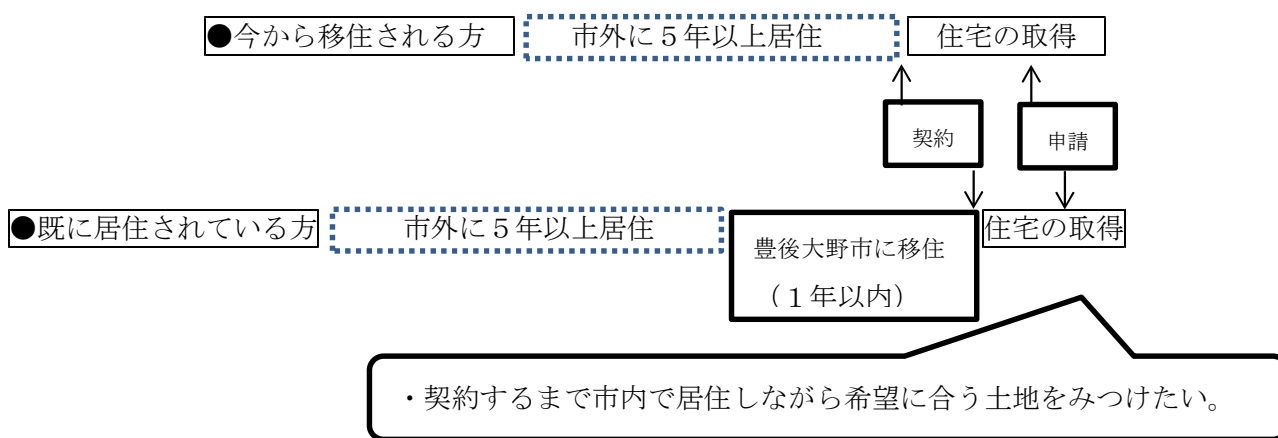 ●今から移住される方 市外に５年以上居住 住宅の取得
契約 申請
●既に居住されている方 市外に５年以上居住 豊後大野市に移住 住宅の取得
（１年以内）
・契約するまで市内で居住しながら希望に合う土地をみつけたい。